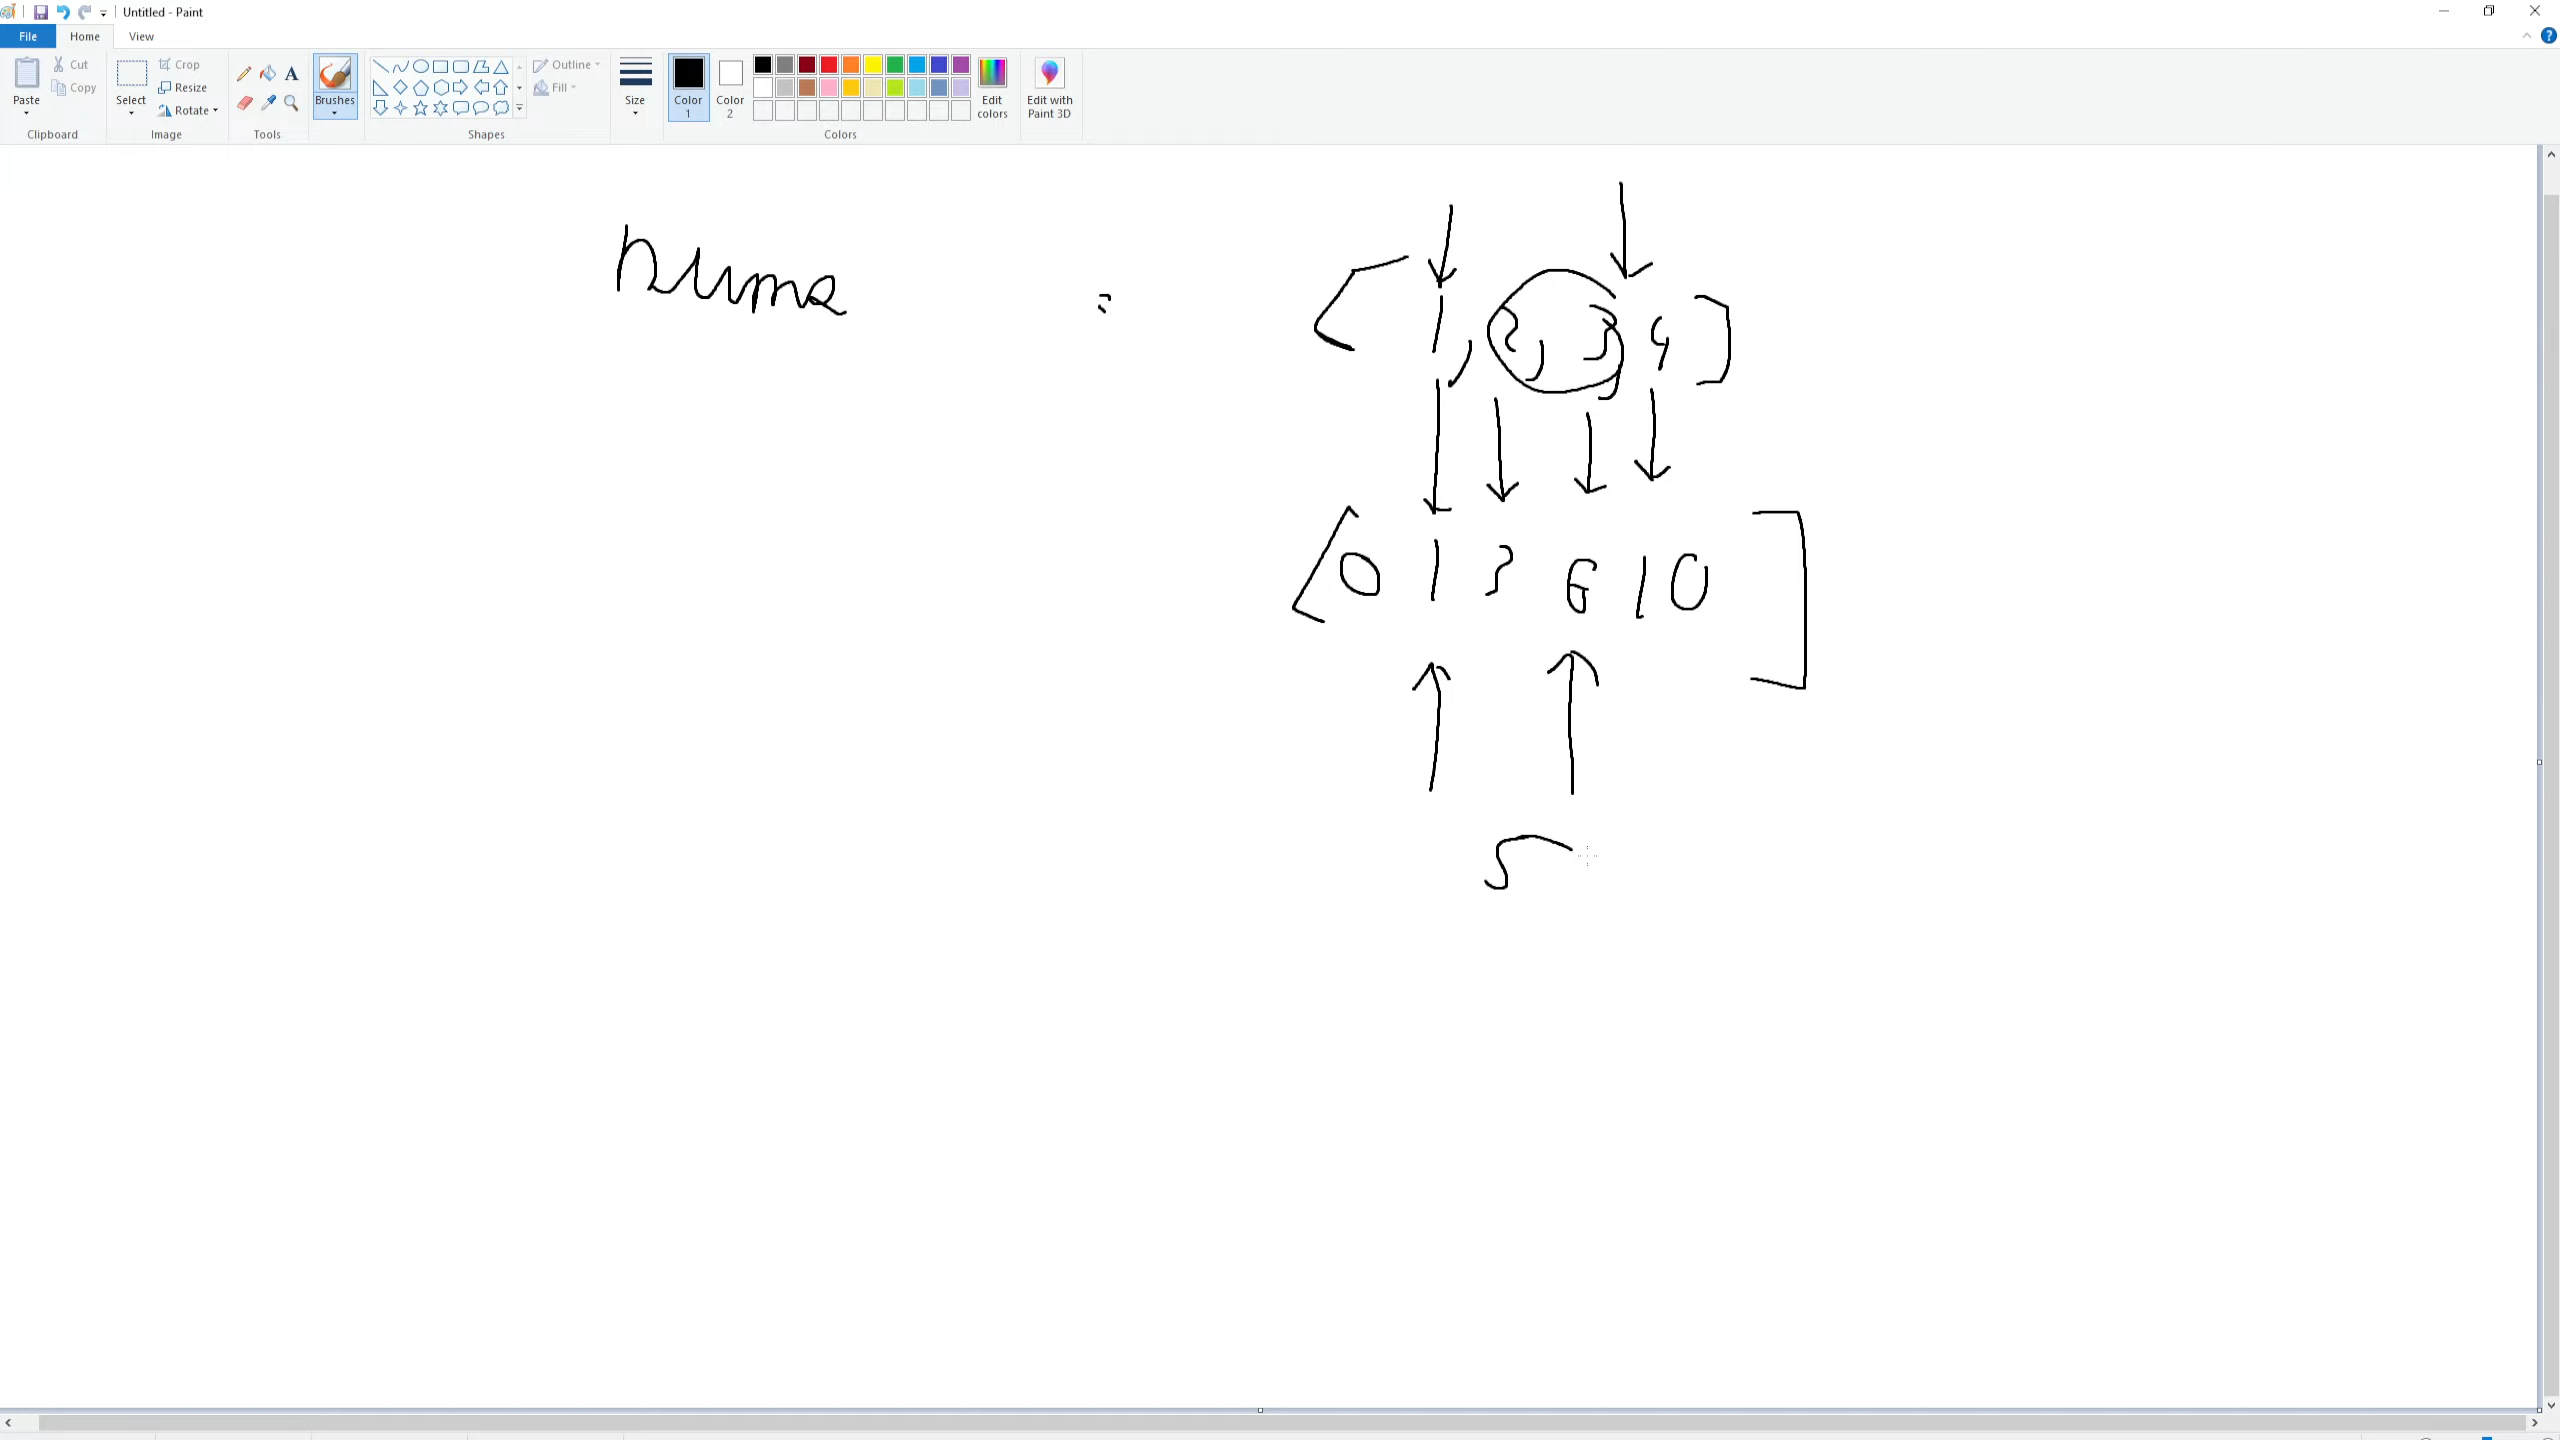 Untitled - Paint
File Home View
Paste Cut Copy Select Crop Resize Rotate Brushes Outline Fill Size Color 1 Color 2 Edit colors Edit with Paint 3D
Clipboard Image Tools Shapes Colors
nums = [1, 2, 3, 4]
[0 1 3 6 10]
5